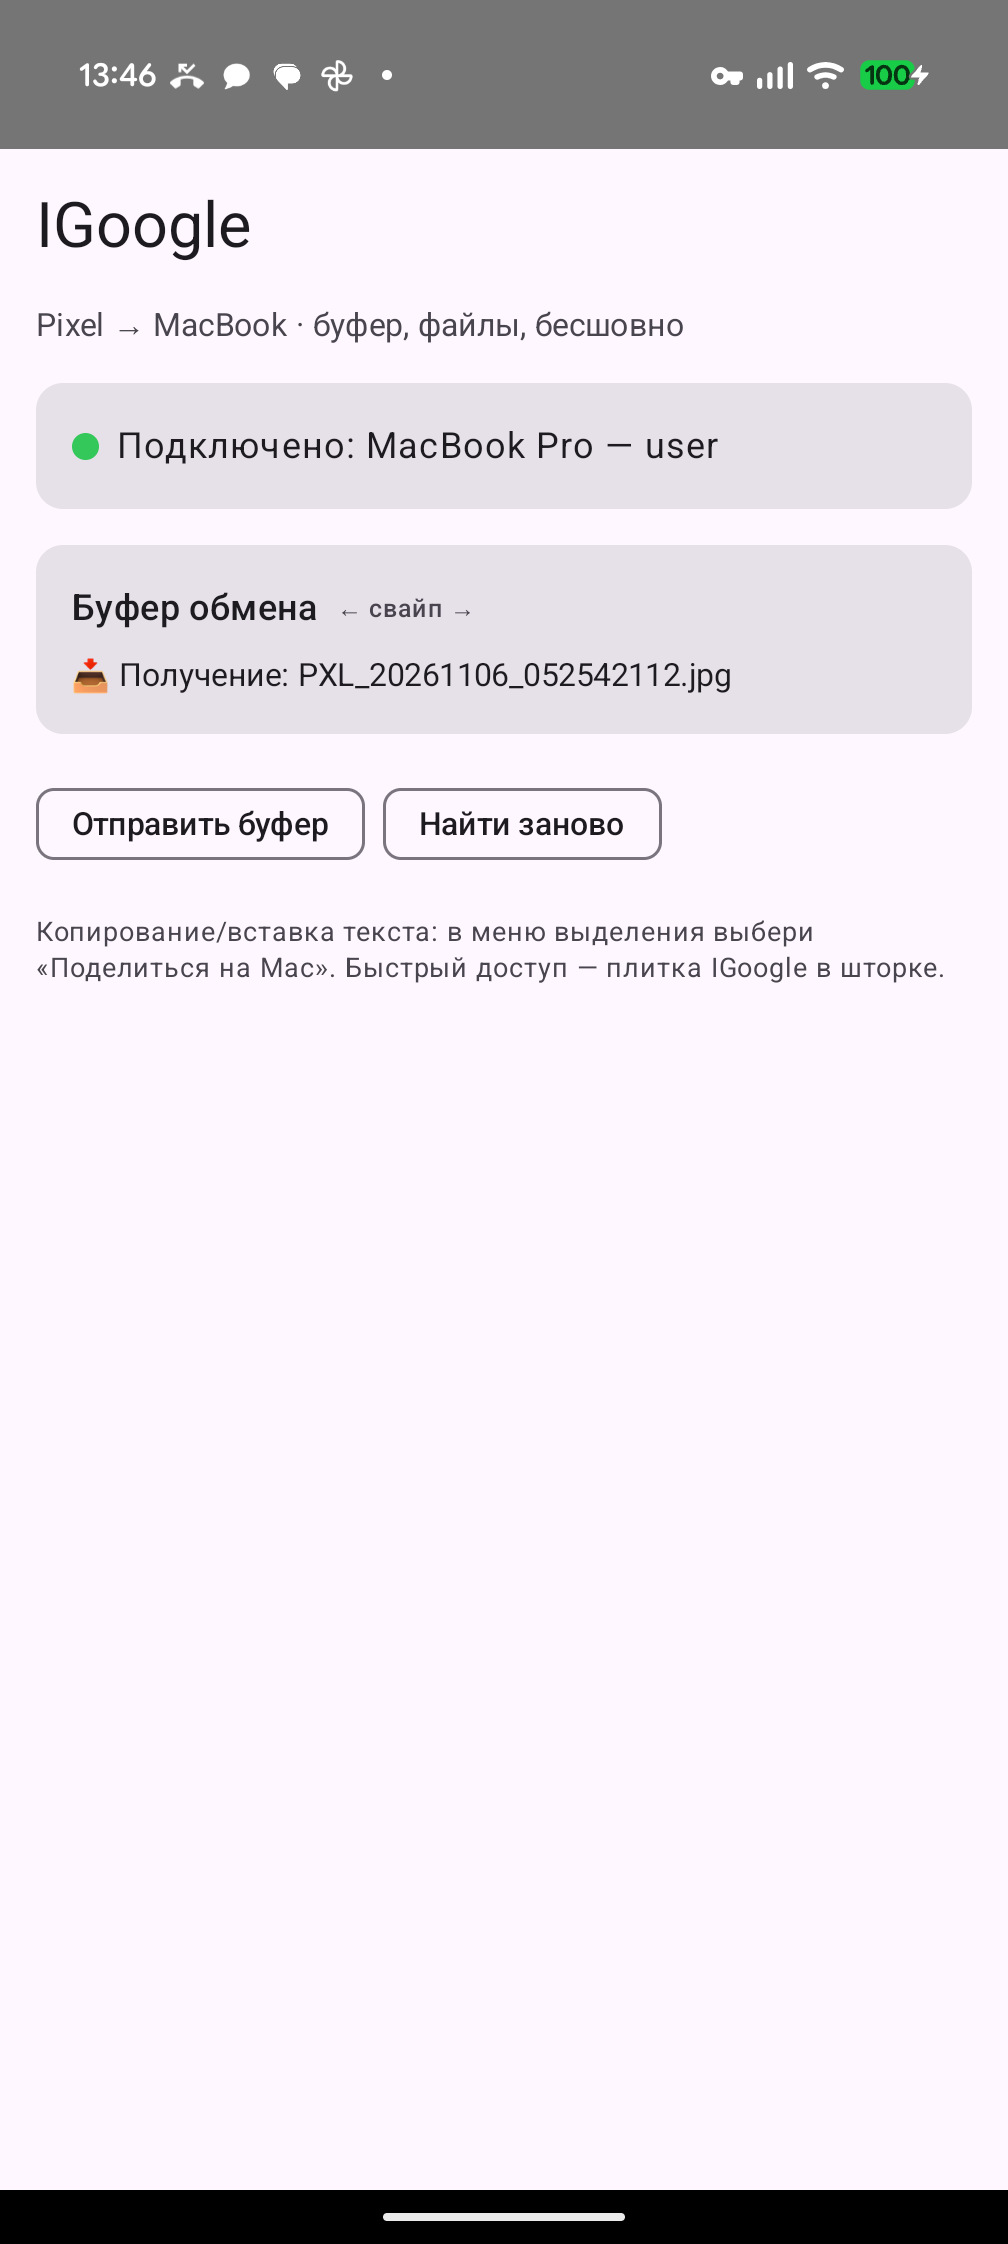 13:46
100
IGoogle
Pixel → MacBook · буфер, файлы, бесшовно
Подключено: MacBook Pro — user
Буфер обмена ← свайп →
📥 Получение: PXL_20261106_052542112.jpg
Отправить буфер Найти заново
Копирование/вставка текста: в меню выделения выбери
«Поделиться на Mac». Быстрый доступ — плитка IGoogle в шторке.